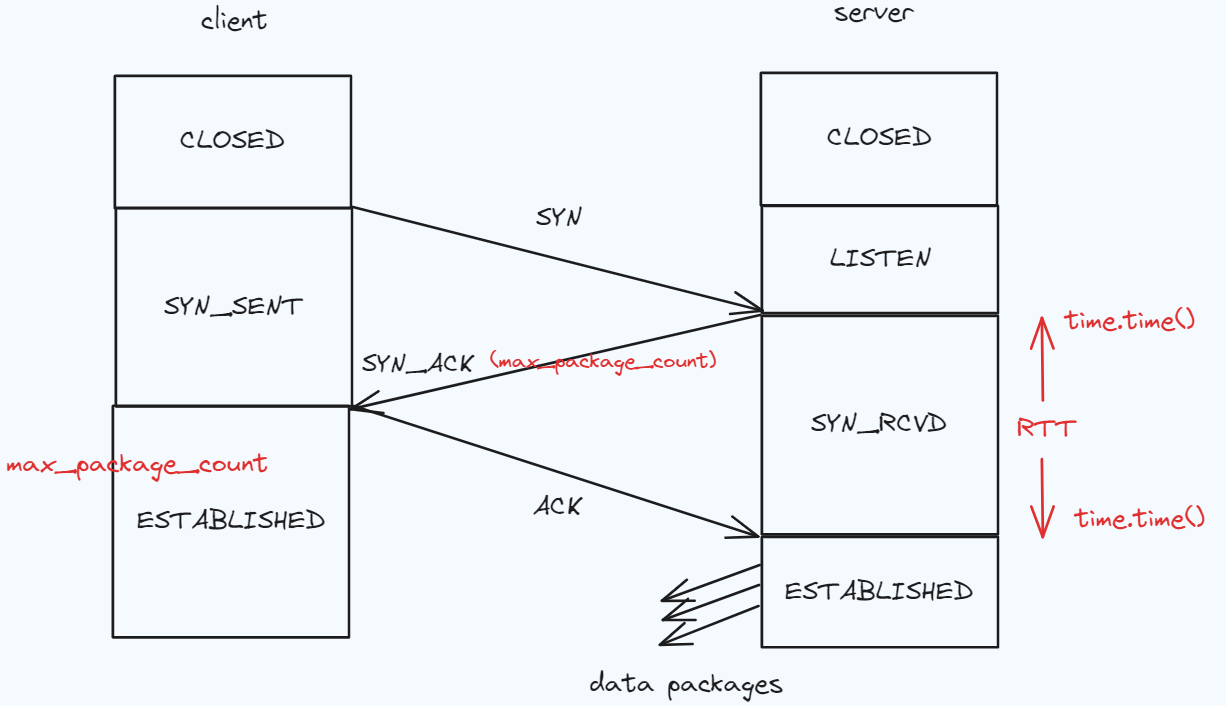 client
server
CLOSED
CLOSED
SYN
LISTEN
SYN_SENT
time.time()
SYN_ACK (max_package_count)
SYN_RCVD
RTT
max_package_count
ACK
ESTABLISHED
time.time()
ESTABLISHED
data packages